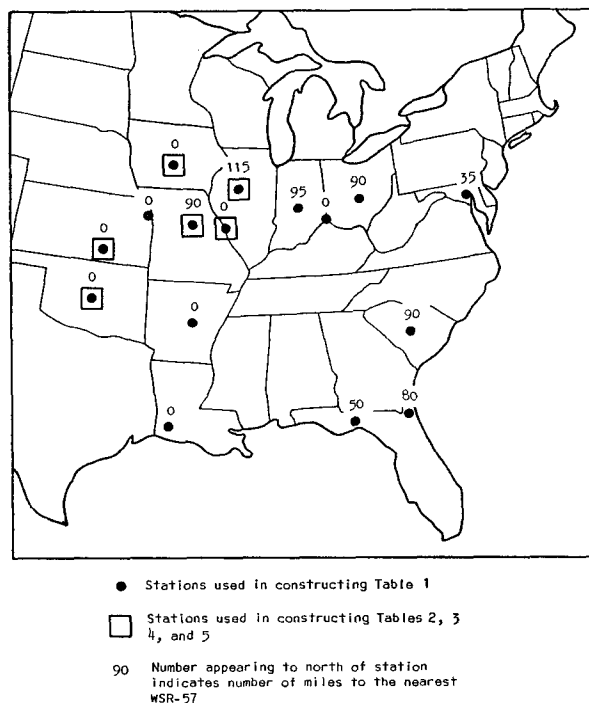 0
115
0
90
0
95
0
90
35
0
0
0
90
0
50
80
● Stations used in constructing Table 1
Stations used in constructing Tables 2, 3
4, and 5
90 Number appearing to north of station
indicates number of miles to the nearest
WSR-57